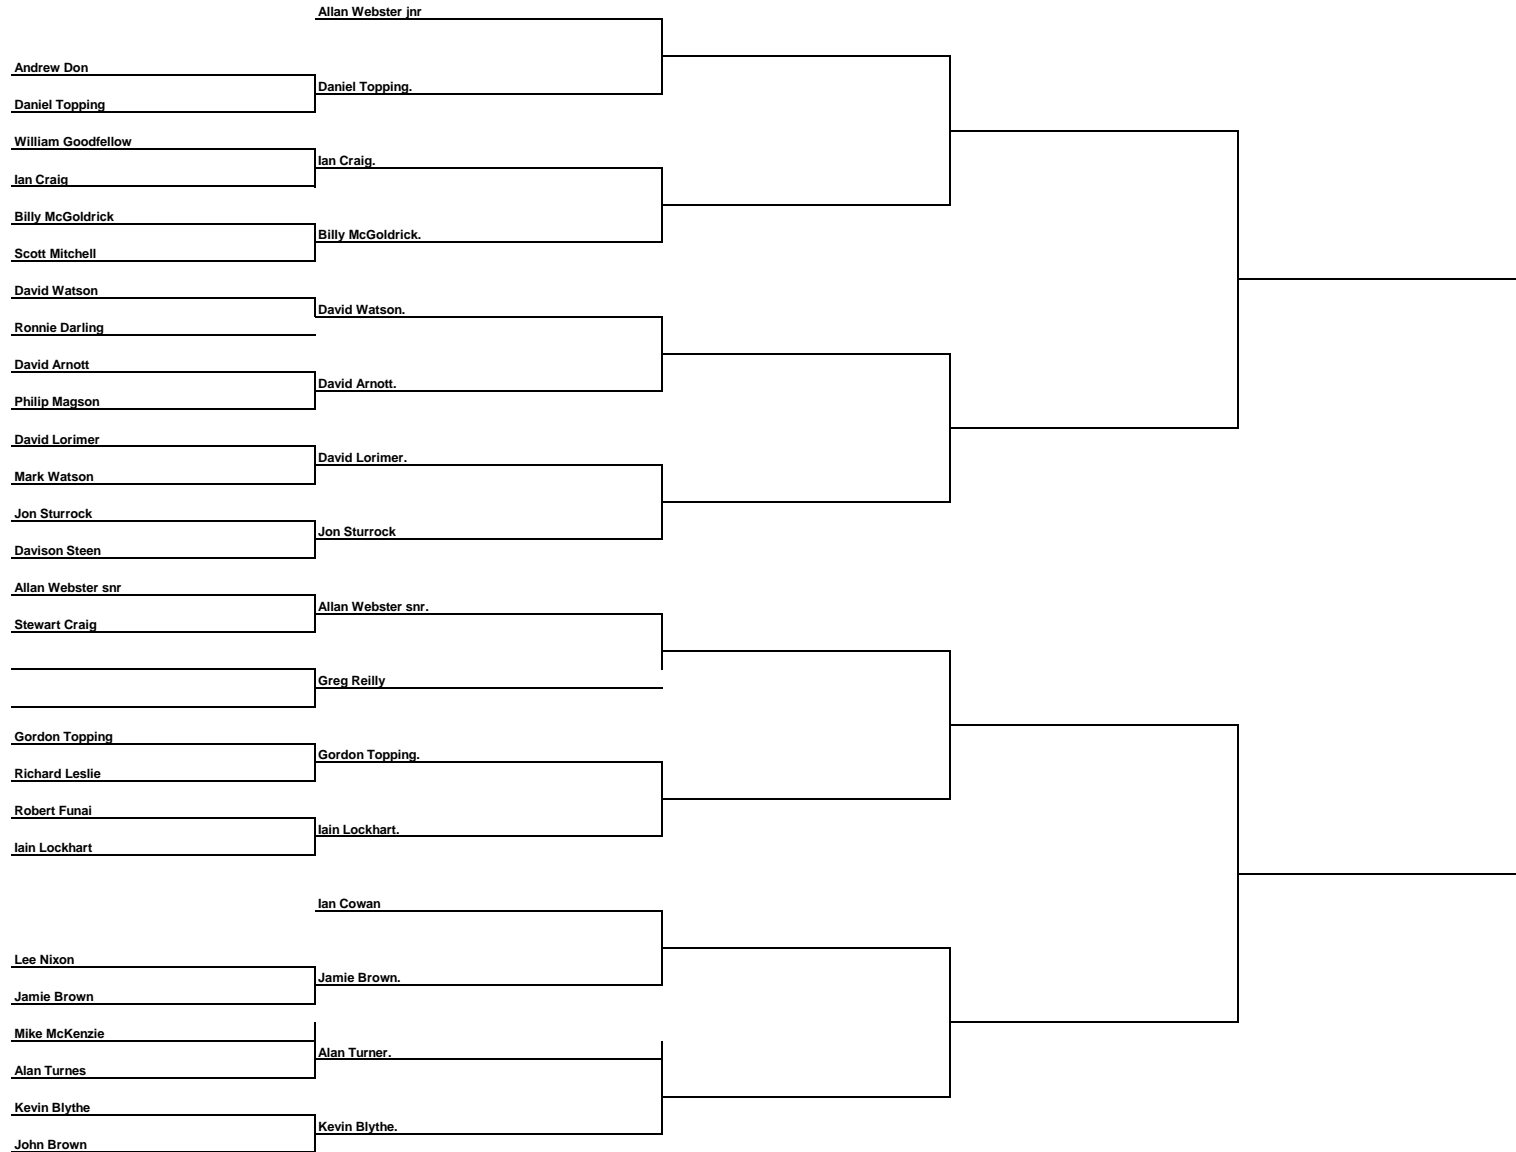 Allan Webster jnr
Andrew Don
Daniel Topping.
Daniel Topping
William Goodfellow
Ian Craig.
Ian Craig
Billy McGoldrick
Billy McGoldrick.
Scott Mitchell
David Watson
David Watson.
Ronnie Darling
David Arnott
David Arnott.
Philip Magson
David Lorimer
David Lorimer.
Mark Watson
Jon Sturrock
Jon Sturrock
Davison Steen
Allan Webster snr
Allan Webster snr.
Stewart Craig
Greg Reilly
Gordon Topping
Gordon Topping.
Richard Leslie
Robert Funai
Iain Lockhart.
Iain Lockhart
Ian Cowan
Lee Nixon
Jamie Brown.
Jamie Brown
Mike McKenzie
Alan Turner.
Alan Turnes
Kevin Blythe
Kevin Blythe.
John Brown